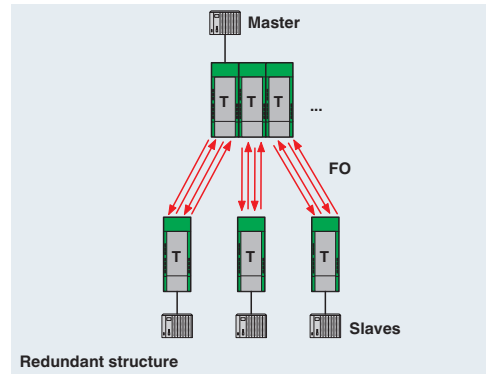 Master
T T T
...
FO
T T T
Slaves
Redundant structure